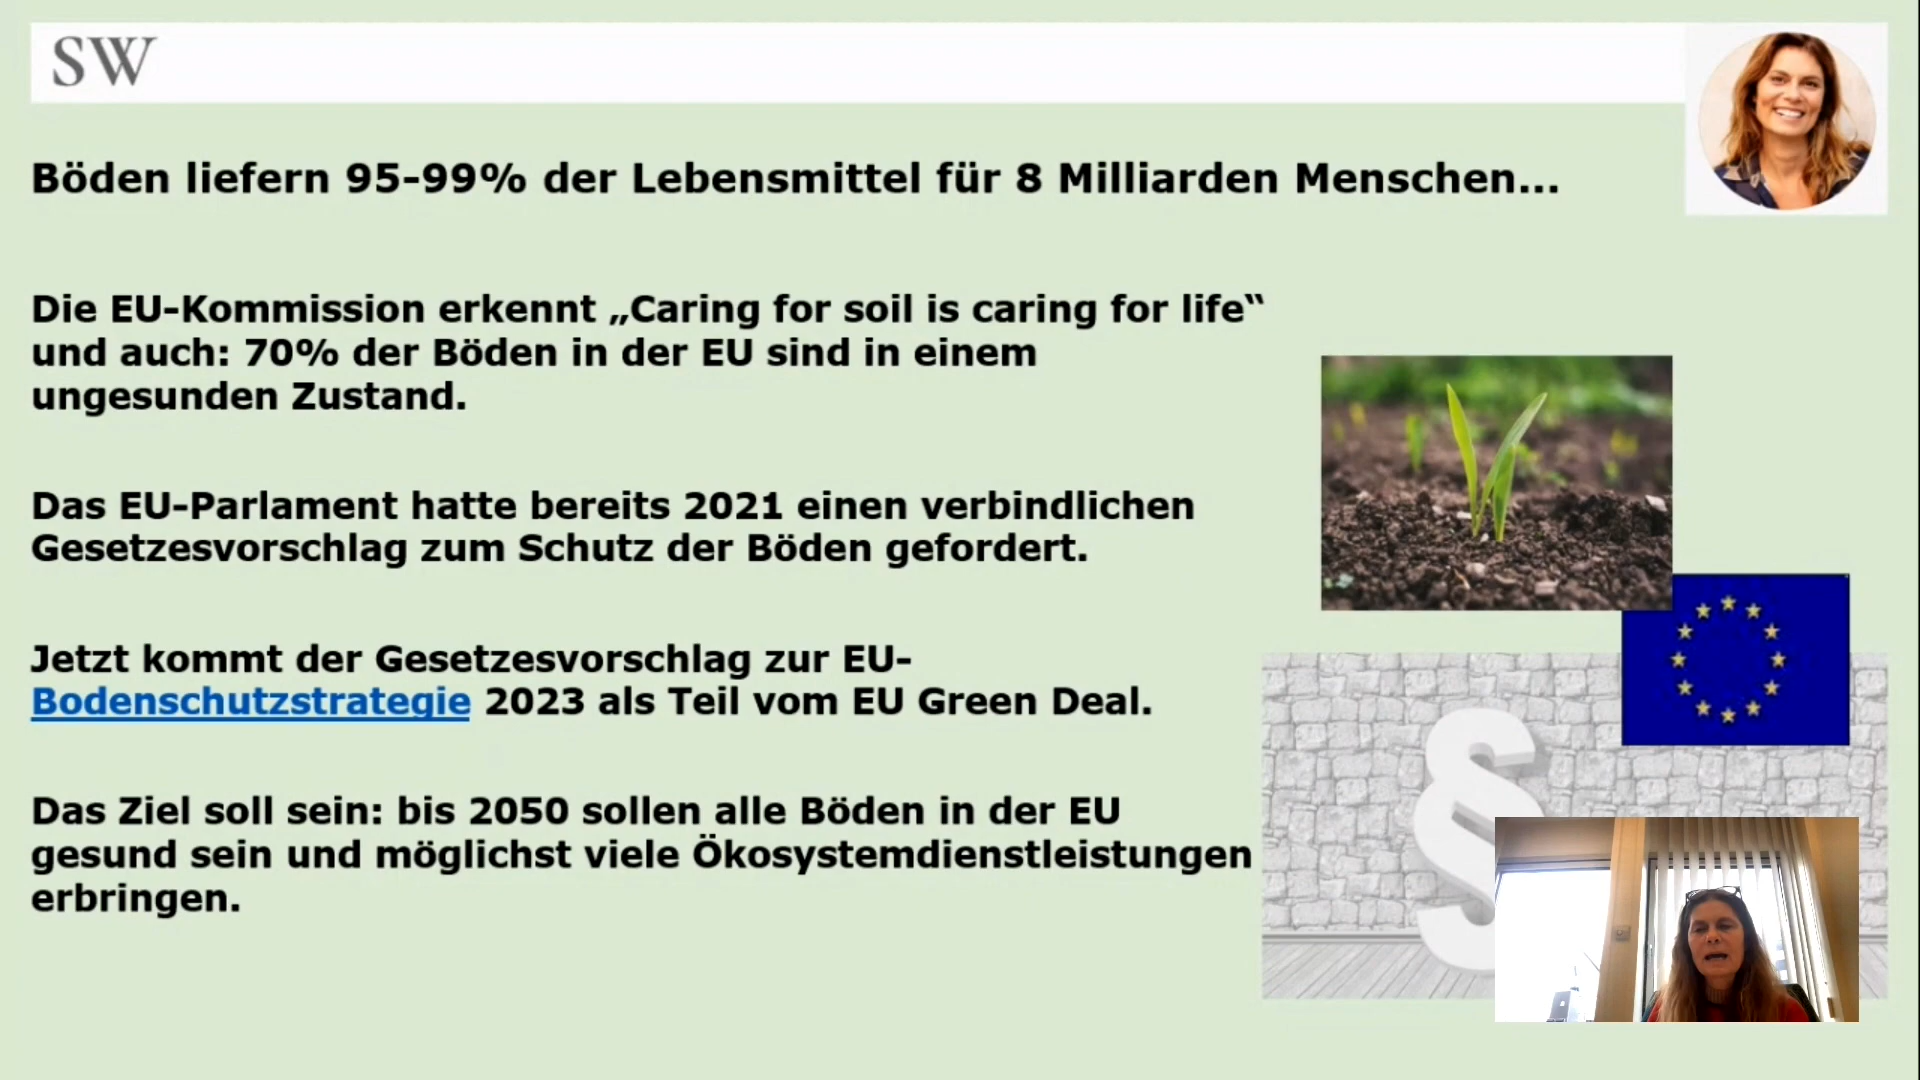 SW
Böden liefern 95-99% der Lebensmittel für 8 Milliarden Menschen...
Die EU-Kommission erkennt „Caring for soil is caring for life“
und auch: 70% der Böden in der EU sind in einem
ungesunden Zustand.
Das EU-Parlament hatte bereits 2021 einen verbindlichen
Gesetzesvorschlag zum Schutz der Böden gefordert.
Jetzt kommt der Gesetzesvorschlag zur EU-
Bodenschutzstrategie 2023 als Teil vom EU Green Deal.
Das Ziel soll sein: bis 2050 sollen alle Böden in der EU
gesund sein und möglichst viele Ökosystemdienstleistungen
erbringen.
§